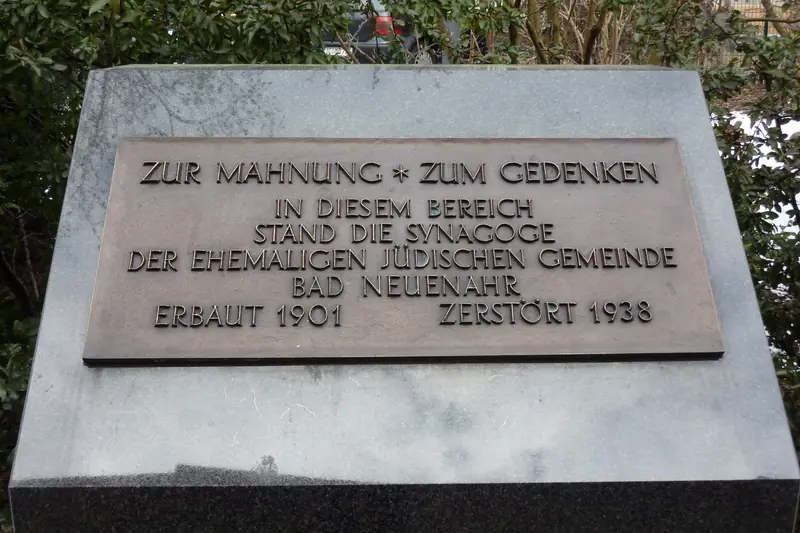 ZUR MAHNUNG * ZUM GEDENKEN
IN DIESEM BEREICH
STAND DIE SYNAGOGE
DER EHEMALIGEN JÜDISCHEN GEMEINDE
BAD NEUENAHR
ERBAUT 1901 ZERSTÖRT 1938